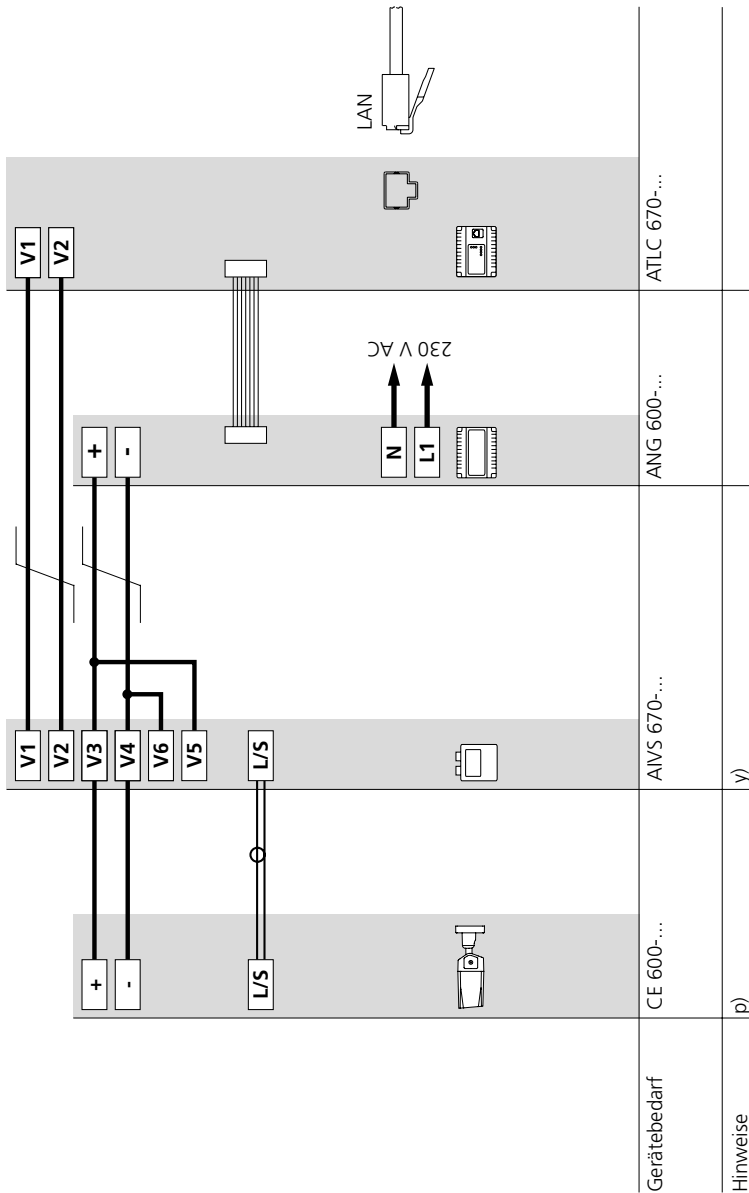 V1 V1
V2 V2
+ V3 +
- V4 -
V6
V5
L/S L/S
LAN
N
230 V AC
L1
Gerätebedarf CE 600-... AIVS 670-... ANG 600-... ATLC 670-...
Hinweise p) y)